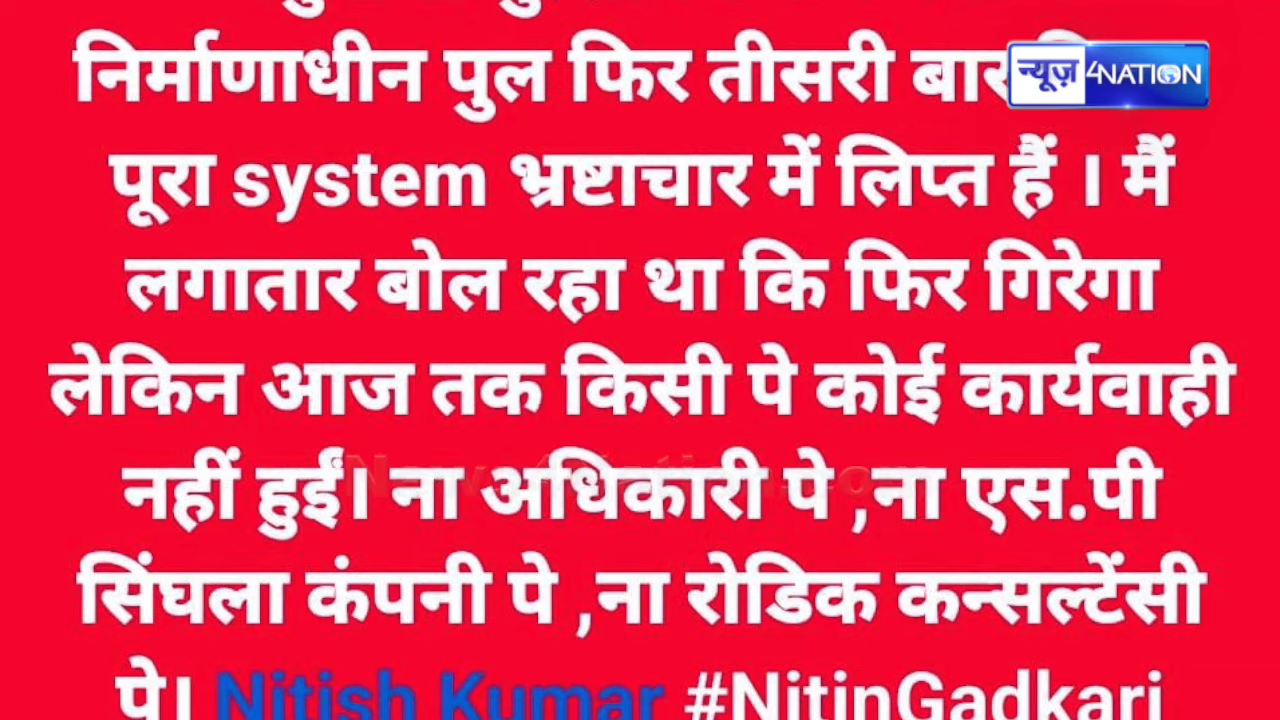 निर्माणाधीन पुल फिर तीसरी बार
न्यूज़ 4NATION
पूरा system भ्रष्टाचार में लिप्त हैं । मैं
लगातार बोल रहा था कि फिर गिरेगा
लेकिन आज तक किसी पे कोई कार्यवाही
नहीं हुईं। ना अधिकारी पे ,ना एस.पी
सिंघला कंपनी पे ,ना रोडिक कन्सल्टेंसी
पे। Nitish Kumar #NitinGadkari